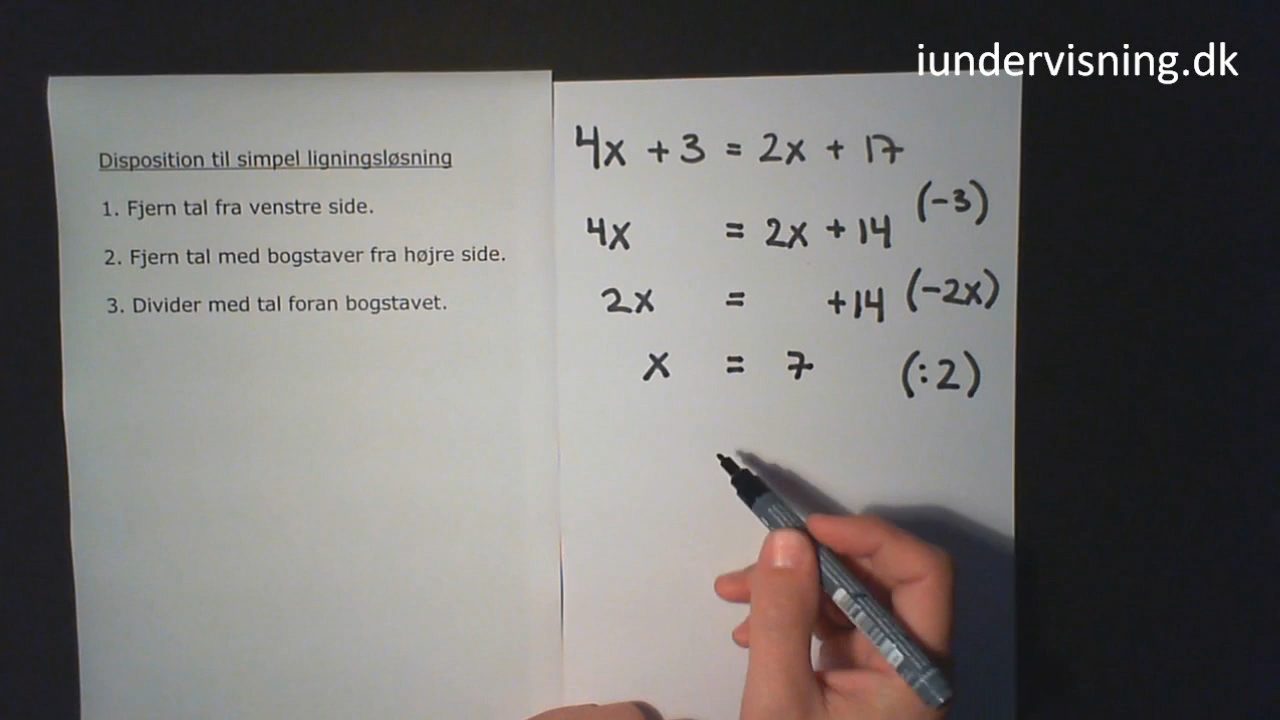 iundervisning.dk
Disposition til simpel ligningsløsning
1. Fjern tal fra venstre side.
2. Fjern tal med bogstaver fra højre side.
3. Divider med tal foran bogstavet.
4x + 3 = 2x + 17
4x = 2x + 14 (-3)
2x = +14 (-2x)
x = 7 (:2)